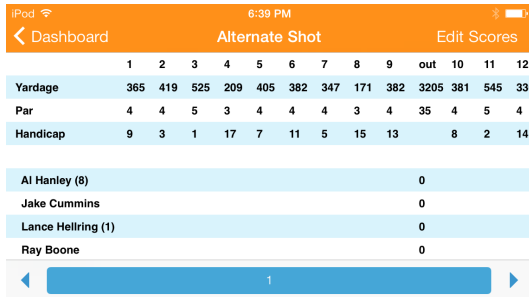 iPod 6:39 PM
Dashboard Alternate Shot Edit Scores
1 2 3 4 5 6 7 8 9 out 10 11 12
Yardage 365 419 525 209 405 382 347 171 382 3205 381 545 33
Par 4 4 5 3 4 4 4 3 4 35 4 5 4
Handicap 9 3 1 17 7 11 5 15 13 8 2 14
Al Hanley (8) 0
Jake Cummins 0
Lance Hellring (1) 0
Ray Boone 0
1